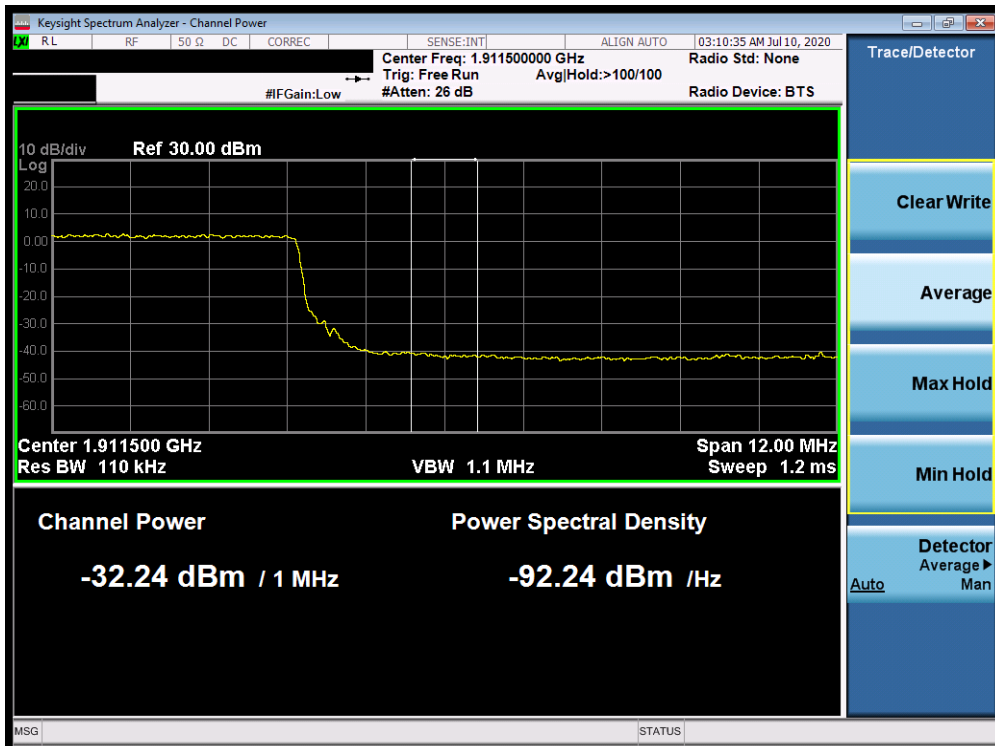 Keysight Spectrum Analyzer - Channel Power
LXI RL RF 50 Ω DC CORREC SENSE:INT ALIGN AUTO 03:10:35 AM Jul 10, 2020
Center Freq: 1.911500000 GHz Radio Std: None
Trig: Free Run Avg|Hold:>100/100
#IFGain:Low #Atten: 26 dB Radio Device: BTS
Trace/Detector
10 dB/div Ref 30.00 dBm
Log
20.0
10.0
0.00
-10.0
-20.0
-30.0
-40.0
-50.0
-60.0
Center 1.911500 GHz Span 12.00 MHz
Res BW 110 kHz VBW 1.1 MHz Sweep 1.2 ms
Channel Power Power Spectral Density
-32.24 dBm / 1 MHz -92.24 dBm /Hz
Clear Write
Average
Max Hold
Min Hold
Detector
Average
Auto Man
MSG STATUS